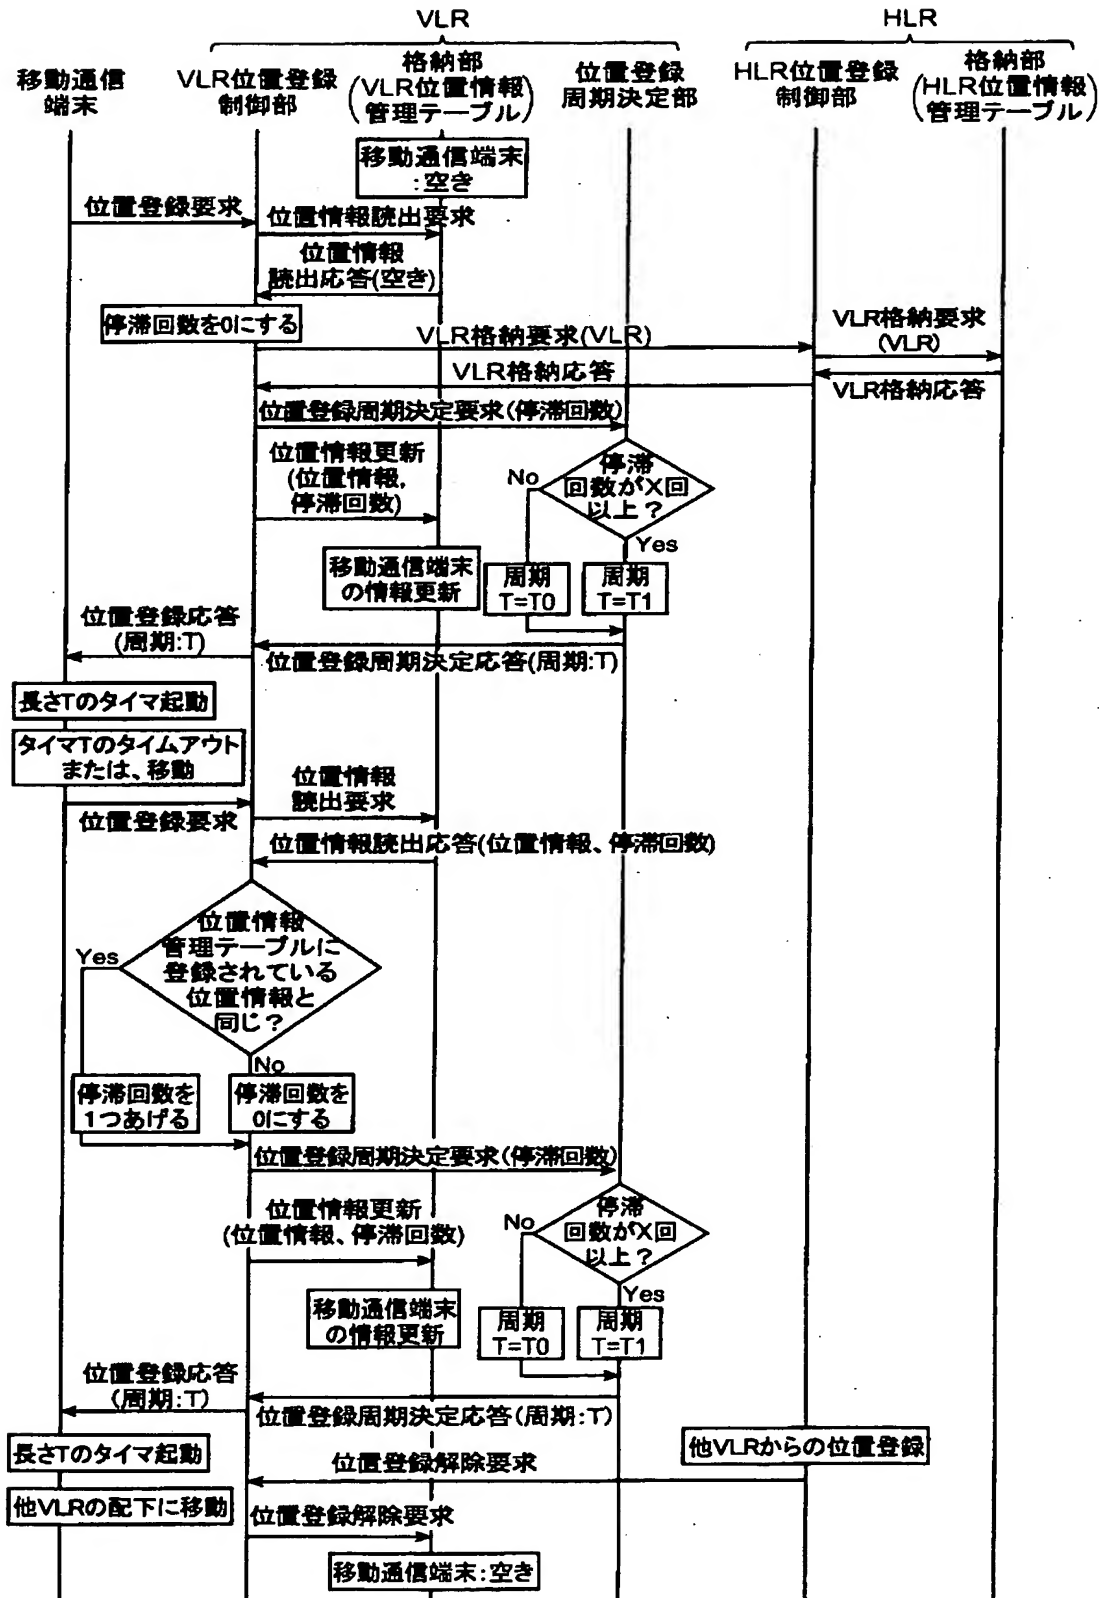 VLR
HLR
移動通信
端末
VLR位置登録
制御部
格納部
(VLR位置情報
管理テーブル)
位置登録
周期決定部
HLR位置登録
制御部
格納部
(HLR位置情報
管理テーブル)
移動通信端末
:空き
位置登録要求
位置情報読出要求
位置情報
読出応答(空き)
停滞回数を0にする
VLR格納要求(VLR)
VLR格納要求
(VLR)
VLR格納応答
VLR格納応答
位置登録周期決定要求(停滞回数)
位置情報更新
(位置情報,
停滞回数)
停滞
回数がX回
以上?
No
Yes
移動通信端末
の情報更新
周期
T=T0
周期
T=T1
位置登録応答
(周期:T)
位置登録周期決定応答(周期:T)
長さTのタイマ起動
タイマTのタイムアウト
または、移動
位置登録要求
位置情報
読出要求
位置情報読出応答(位置情報、停滞回数)
位置情報
管理テーブルに
登録されている
位置情報と
同じ?
Yes
No
停滞回数を
1つあげる
停滞回数を
0にする
位置登録周期決定要求(停滞回数)
位置情報更新
(位置情報、停滞回数)
停滞
回数がX回
以上?
No
Yes
移動通信端末
の情報更新
周期
T=T0
周期
T=T1
位置登録応答
(周期:T)
位置登録周期決定応答(周期:T)
長さTのタイマ起動
他VLRからの位置登録
位置登録解除要求
他VLRの配下に移動
位置登録解除要求
移動通信端末:空き